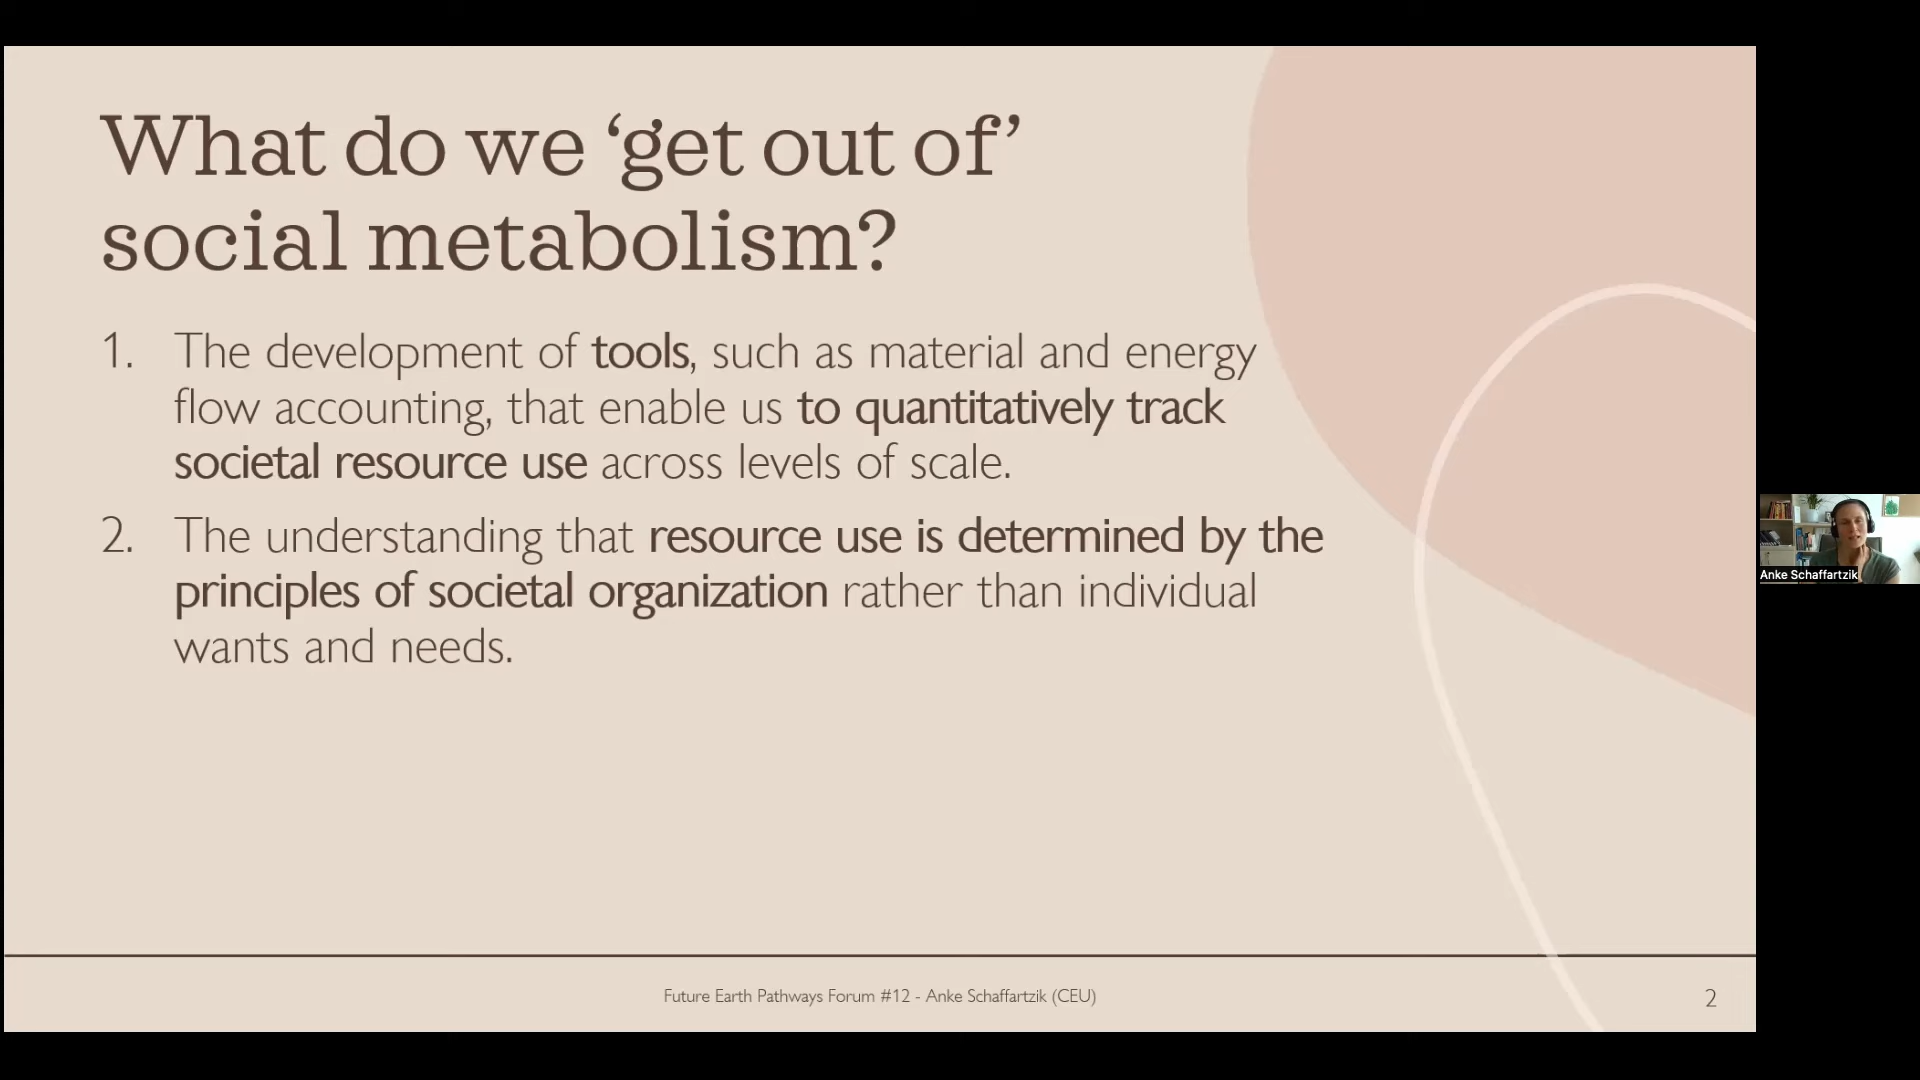 What do we ‘get out of’
social metabolism?
1. The development of tools, such as material and energy
flow accounting, that enable us to quantitatively track
societal resource use across levels of scale.
2. The understanding that resource use is determined by the
principles of societal organization rather than individual
wants and needs.
Anke Schaffartzik
Future Earth Pathways Forum #12 - Anke Schaffartzik (CEU)
2